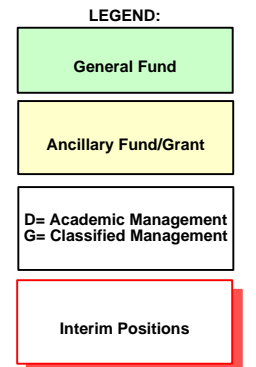 LEGEND:
General Fund
Ancillary Fund/Grant
D= Academic Management
G= Classified Management
Interim Positions